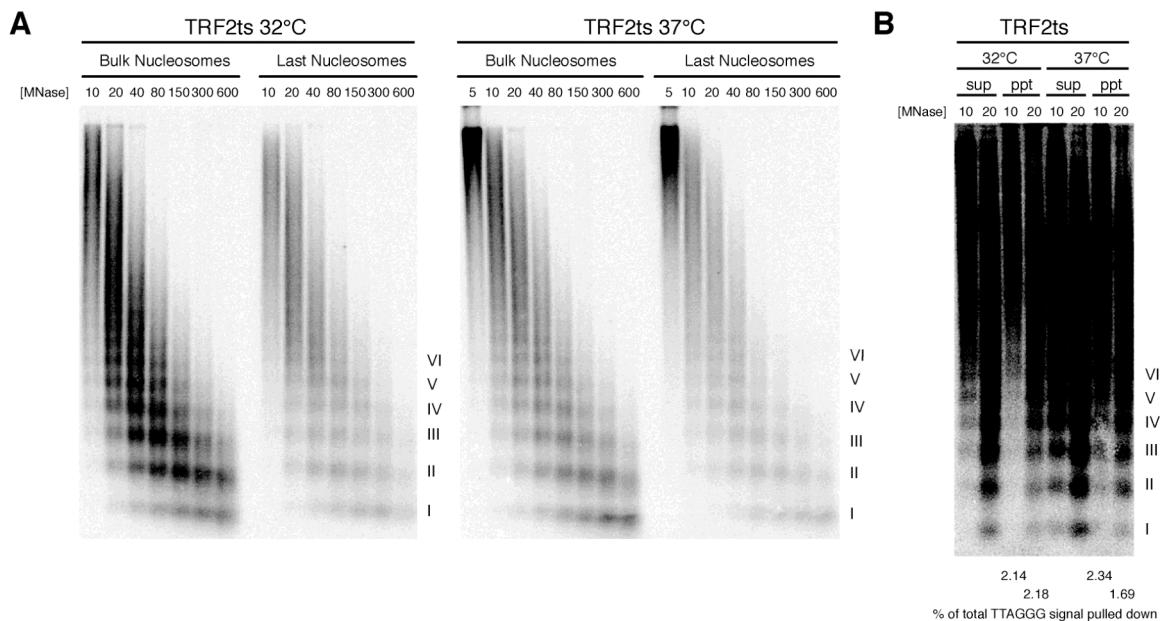 A
TRF2ts 32°C
TRF2ts 37°C
Bulk Nucleosomes
Last Nucleosomes
Bulk Nucleosomes
Last Nucleosomes
[MNase] 10 20 40 80 150 300 600 10 20 40 80 150 300 600 5 10 20 40 80 150 300 600 5 10 20 40 80 150 300 600
VI
V
IV
III
II
I
VI
V
IV
III
II
I
B
TRF2ts
32°C 37°C
sup ppt sup ppt
[MNase] 10 20 10 20 10 20 10 20
VI
V
IV
III
II
I
2.14 2.34
2.18 1.69
% of total TTAGGG signal pulled down